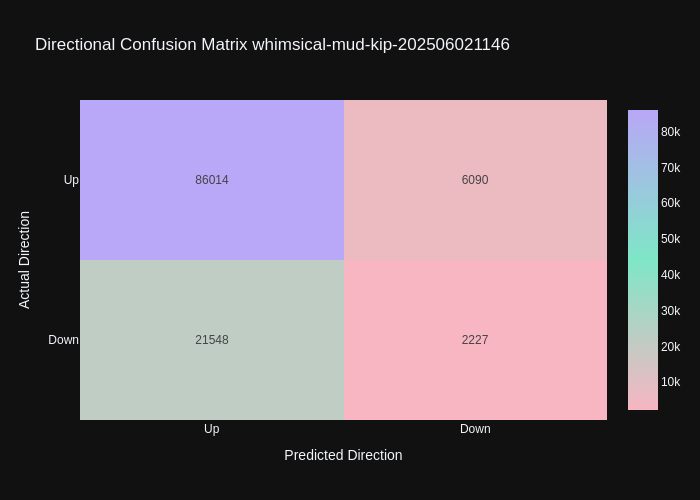 Directional Confusion Matrix whimsical-mud-kip-202506021146
Up
86014
6090
Down
21548
2227
Up
Down
Predicted Direction
Actual Direction
80k
70k
60k
50k
40k
30k
20k
10k